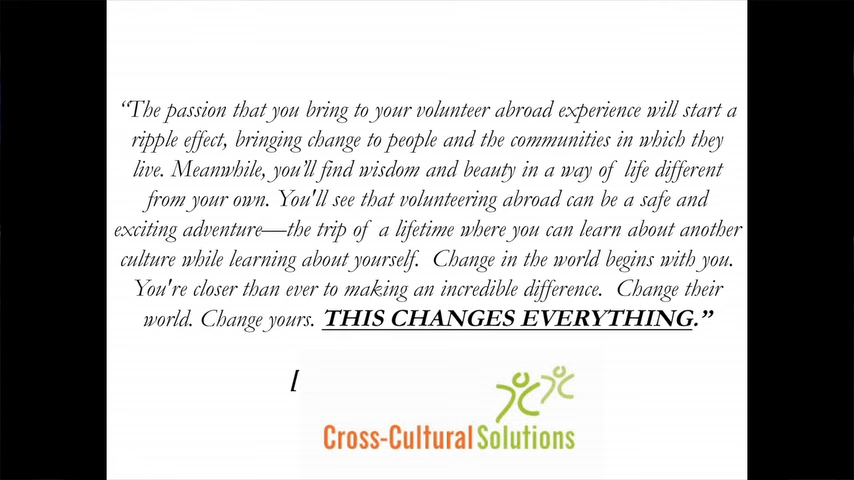 “The passion that you bring to your volunteer abroad experience will start a
ripple effect, bringing change to people and the communities in which they
live. Meanwhile, you’ll find wisdom and beauty in a way of life different
from your own. You'll see that volunteering abroad can be a safe and
exciting adventure—the trip of a lifetime where you can learn about another
culture while learning about yourself. Change in the world begins with you.
You're closer than ever to making an incredible difference. Change their
world. Change yours. THIS CHANGES EVERYTHING.”
[
Cross-Cultural Solutions